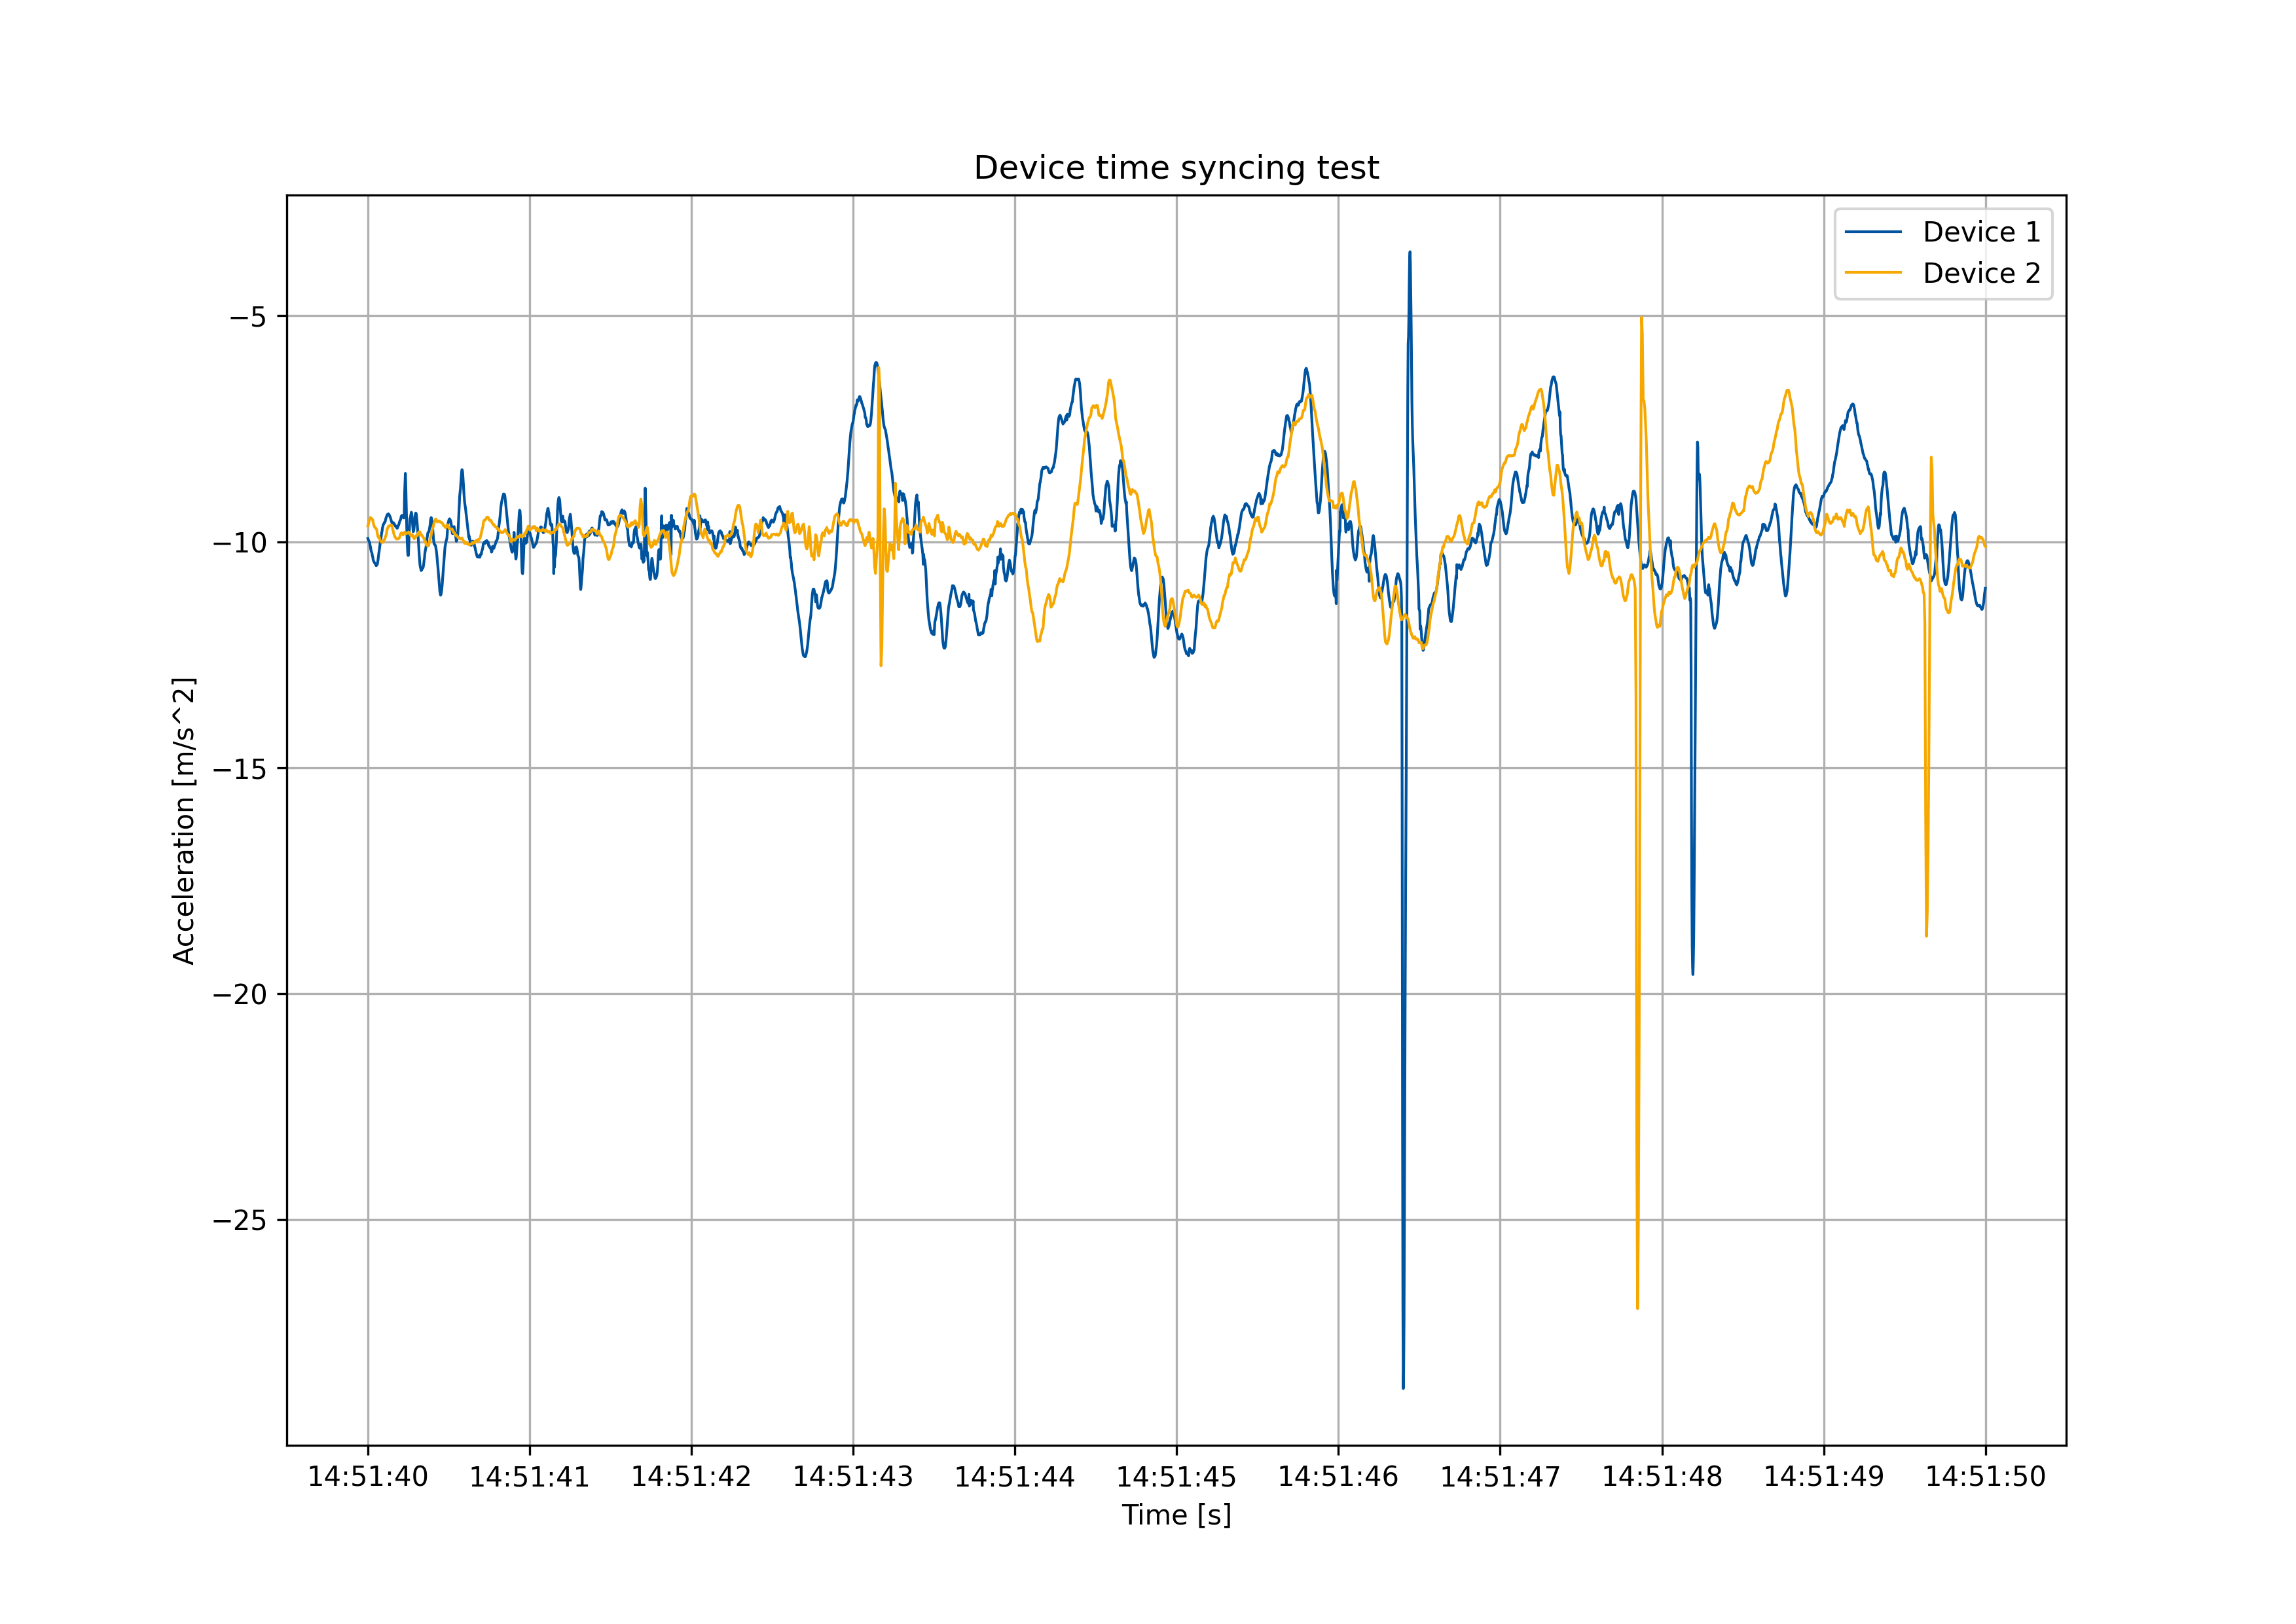 Device time syncing test
Device 1
Device 2
−5
−10
−15
−20
−25
Acceleration [m/s^2]
14:51:40 14:51:41 14:51:42 14:51:43 14:51:44 14:51:45 14:51:46 14:51:47 14:51:48 14:51:49 14:51:50
Time [s]